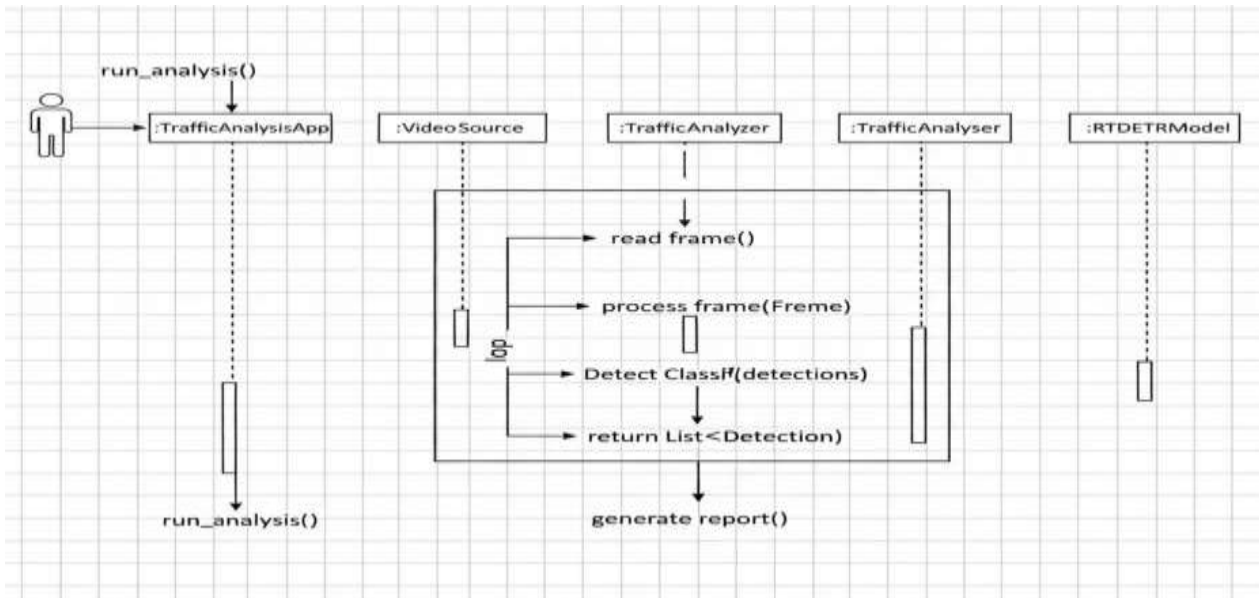 run_analysis()
:TrafficAnalysisApp
:VideoSource
:TrafficAnalyzer
:TrafficAnalyser
:RTDETRModel
read frame()
process frame(Freme)
lop
Detect Classif(detections)
return List<Detection)
run_analysis()
generate report()